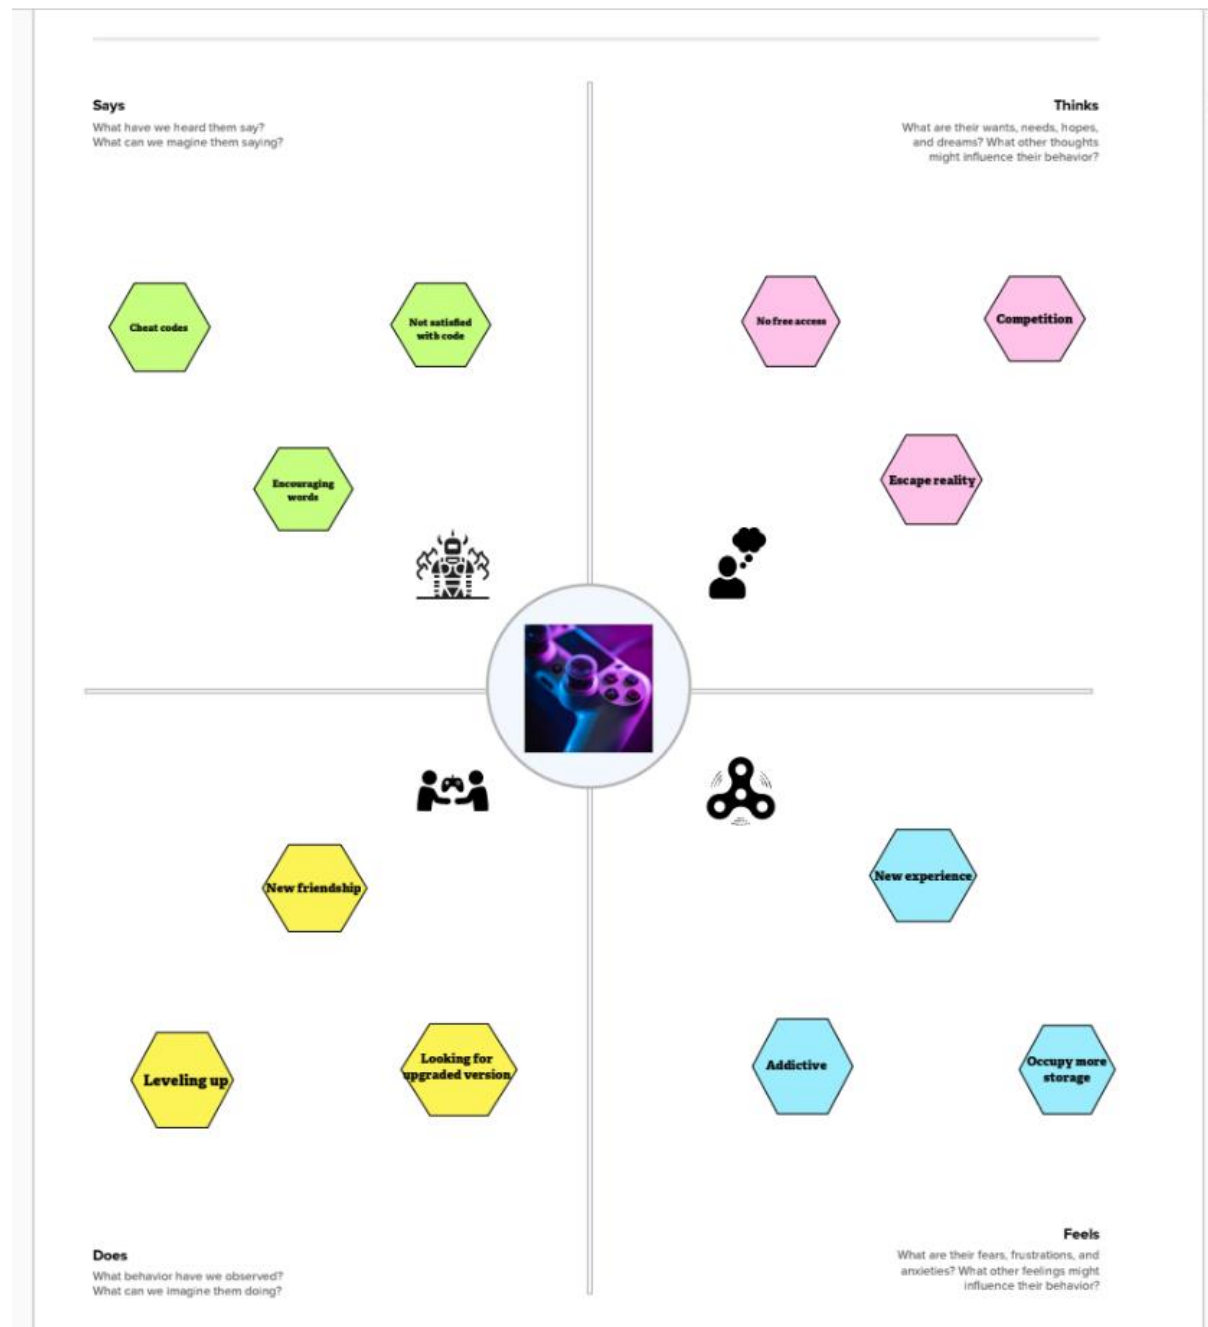 Says
What have we heard them say?
What can we magine them saying?
Thinks
What are their wants, needs, hopes,
and dreams? What other thoughts
might influence their behavior?
Cheat codes
Not satisfied
with code
Encouraging
words
No free access
Competition
Escape reality
New friendship
Leveling up
Looking for
upgraded version
New experience
Addictive
Occupy more
storage
Does
What behavior have we observed?
What can we imagine them doing?
Feels
What are their fears, frustrations, and
anxieties? What other feelings might
influence their behavior?